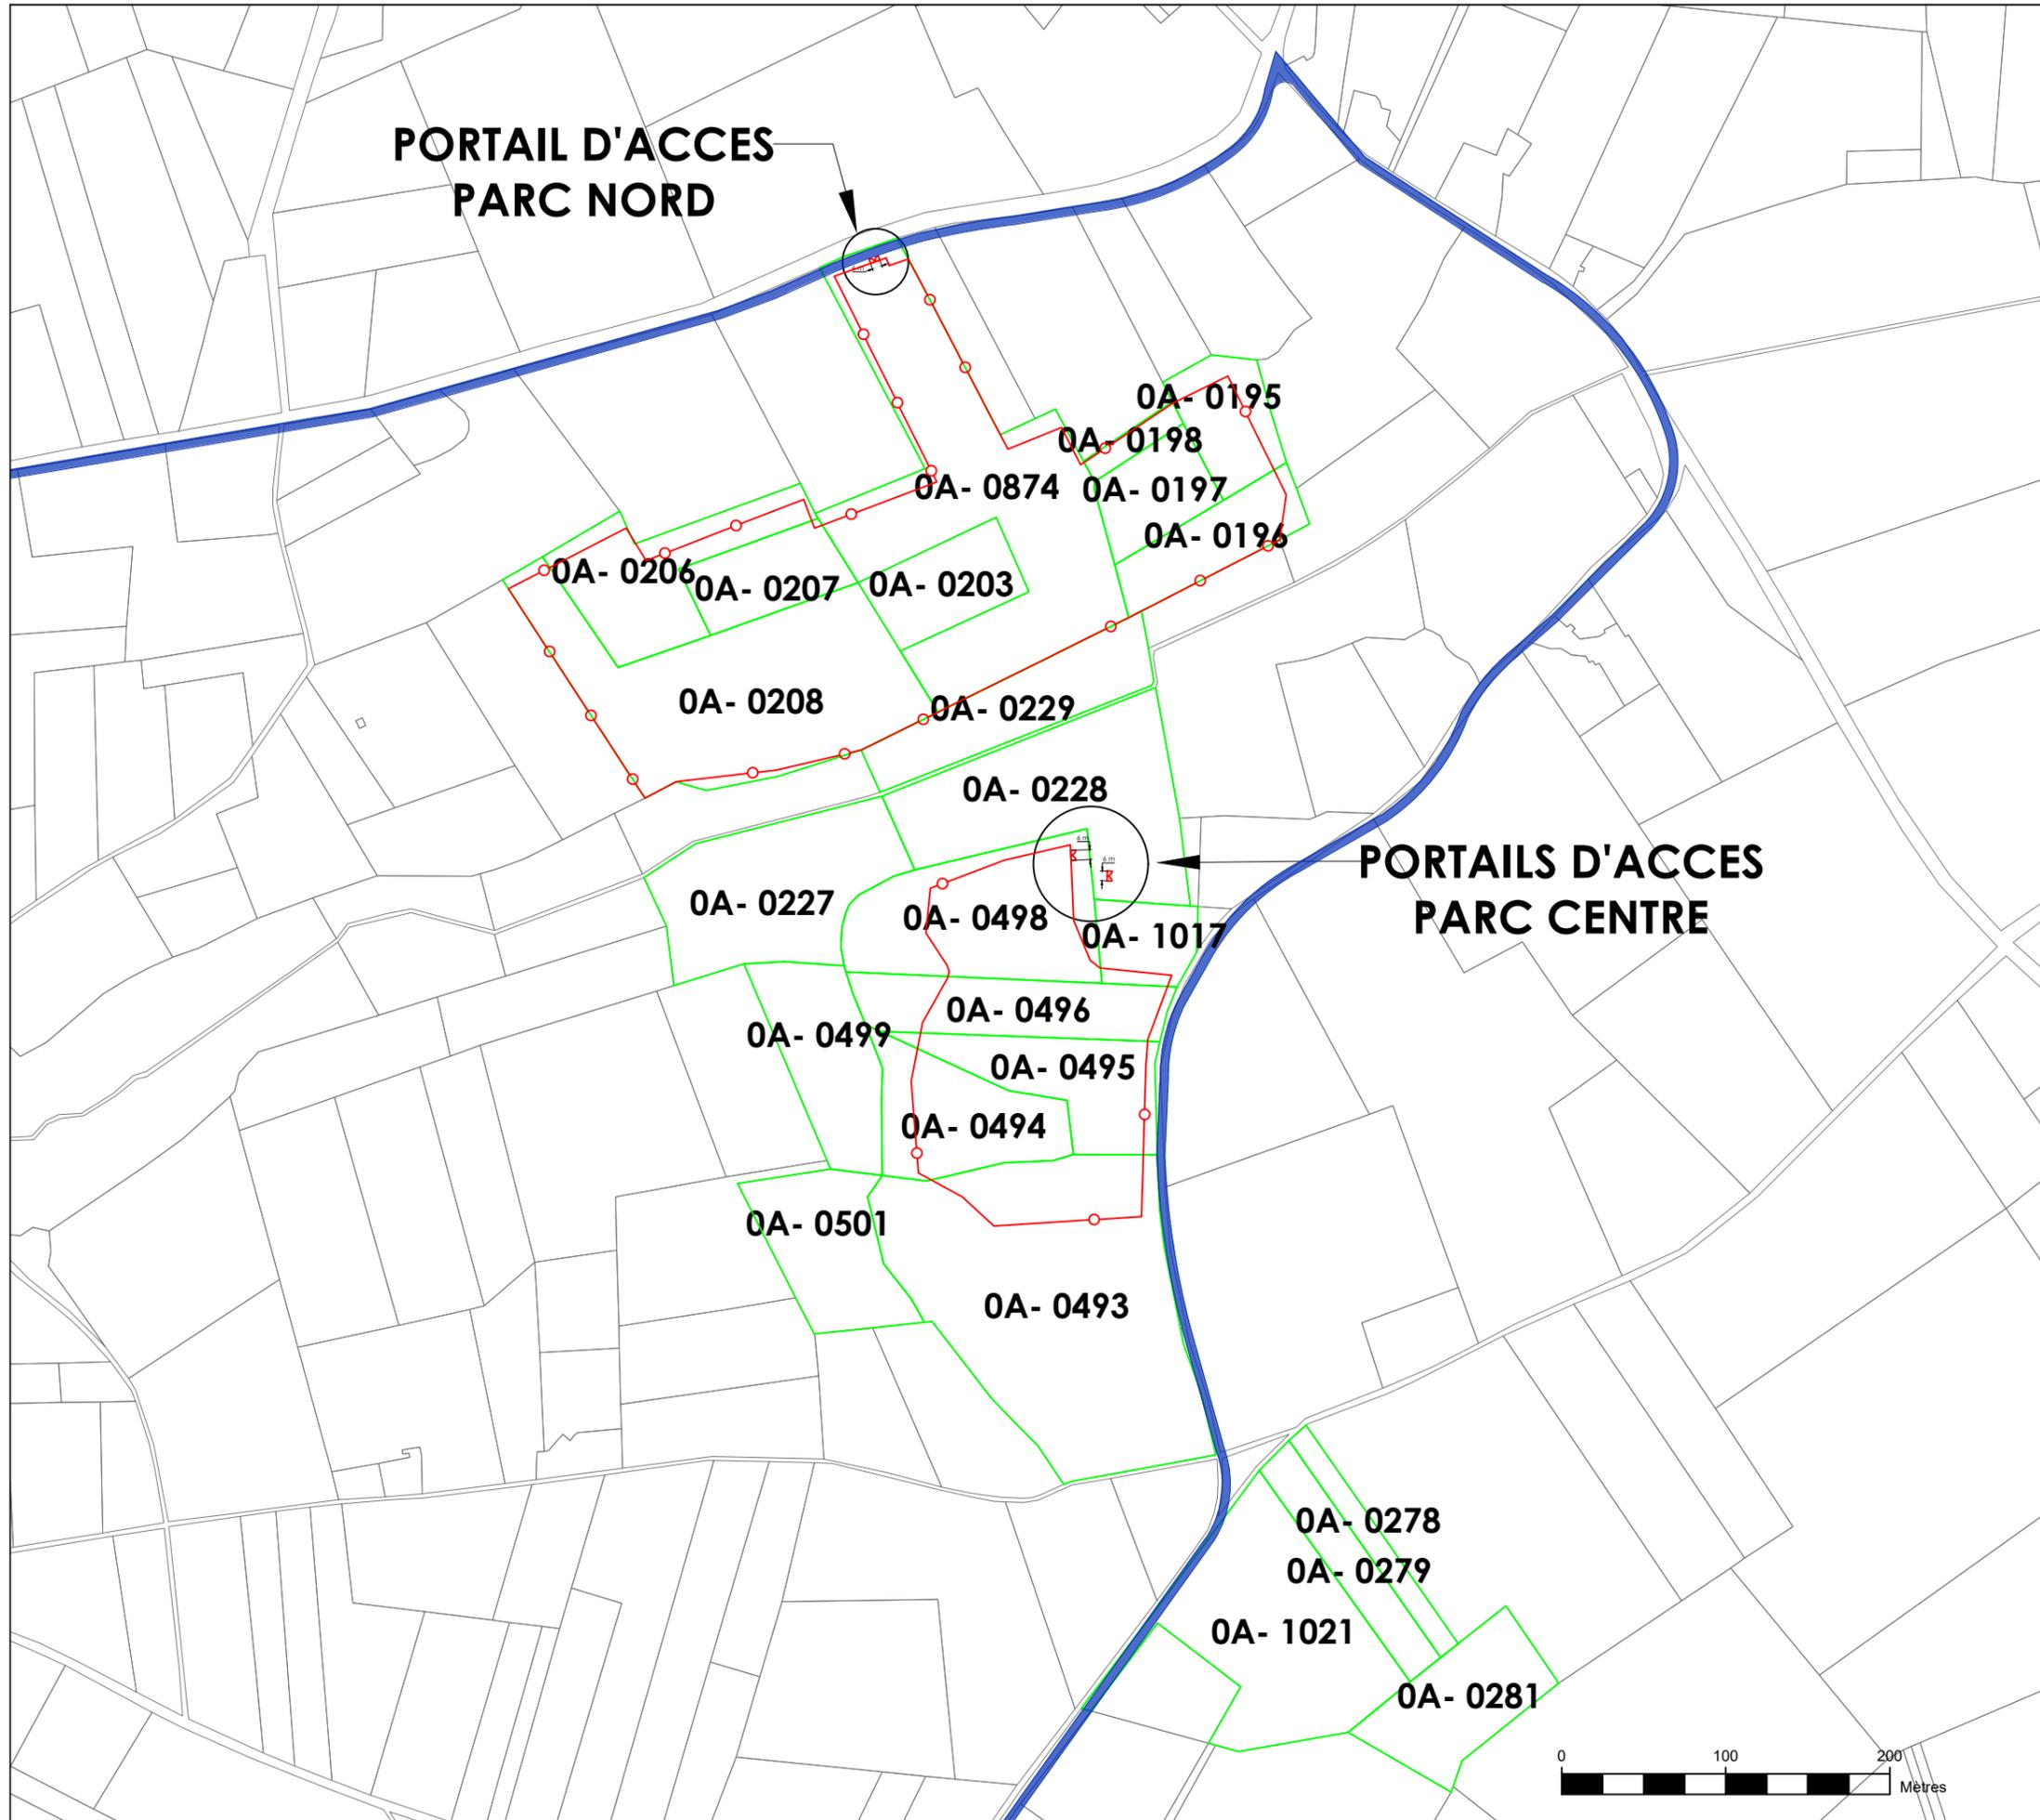 PORTAIL D'ACCES
PARC NORD
0A- 0195
0A- 0198
0A- 0874
0A- 0197
0A- 0196
0A- 0206
0A- 0207
0A- 0203
0A- 0208
0A- 0229
0A- 0228
6 m
6 m
PORTAILS D'ACCES
PARC CENTRE
0A- 0227
0A- 0498
0A- 1017
0A- 0496
0A- 0499
0A- 0495
0A- 0494
0A- 0501
0A- 0493
0A- 0278
0A- 0279
0A- 1021
0A- 0281
0 100 200
Mètres